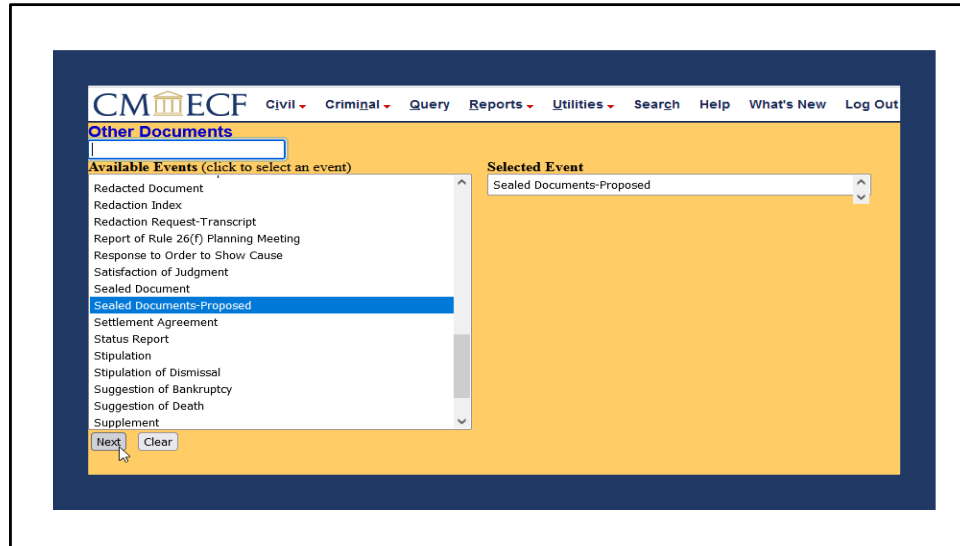 CM ECF Civil Criminal Query Reports Utilities Search Help What's New Log Out
Other Documents
Available Events (click to select an event)
Redacted Document
Redaction Index
Redaction Request-Transcript
Report of Rule 26(f) Planning Meeting
Response to Order to Show Cause
Satisfaction of Judgment
Sealed Document
Sealed Documents-Proposed
Settlement Agreement
Status Report
Stipulation
Stipulation of Dismissal
Suggestion of Bankruptcy
Suggestion of Death
Supplement
Selected Event
Sealed Documents-Proposed
Next Clear